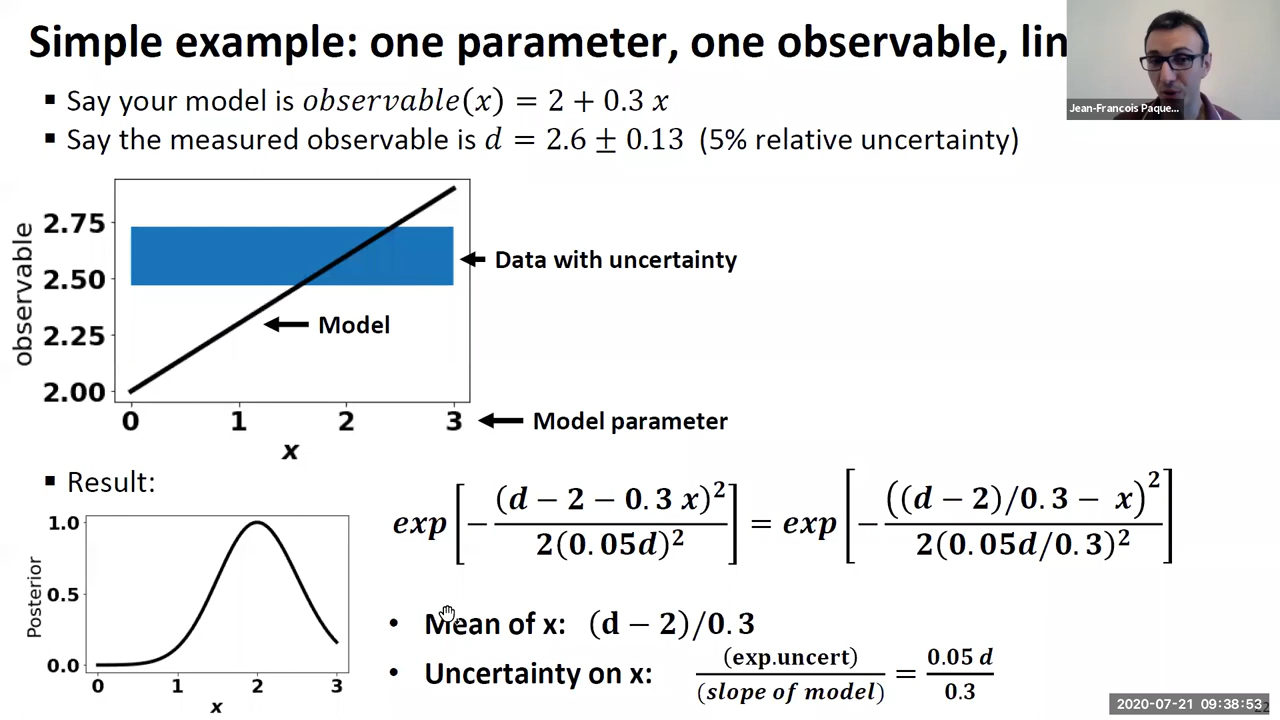 Simple example: one parameter, one observable, lin
Jean-Francois Paque...
▪ Say your model is observable(x) = 2 + 0.3 x
▪ Say the measured observable is d = 2.6 ± 0.13 (5% relative uncertainty)
observable
2.75
2.50
2.25
2.00
0 1 2 3
x
Data with uncertainty
Model
Model parameter
▪ Result:
Posterior
1.0
0.5
0.0
0 1 2 3
x
exp[−(d − 2 − 0.3 x)²/2(0.05d)²] = exp[−((d − 2)/0.3 − x)²/2(0.05d/0.3)²]
• Mean of x: (d − 2)/0.3
• Uncertainty on x: (exp.uncert)/(slope of model) = 0.05 d/0.3
2020-07-21 09:38:53
22